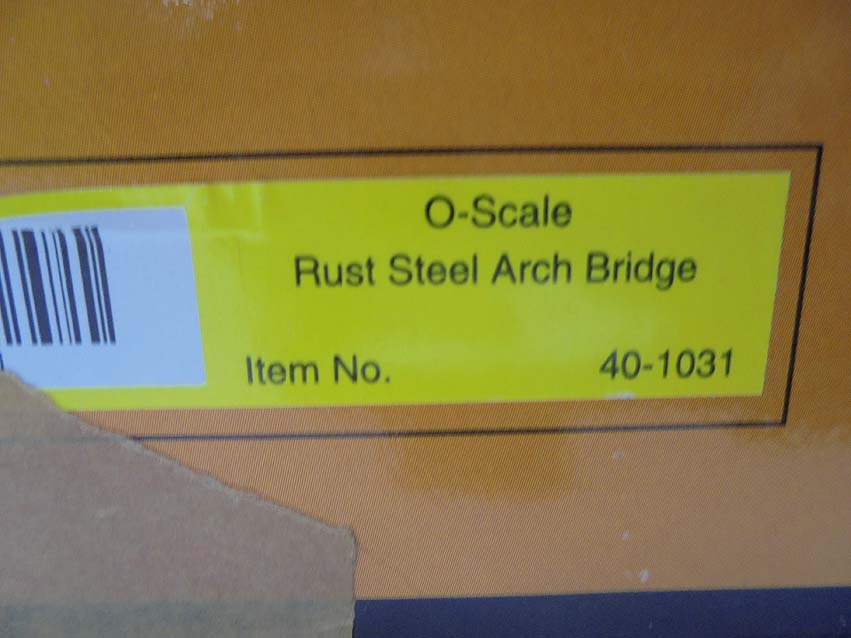 O-Scale
Rust Steel Arch Bridge
Item No. 40-1031